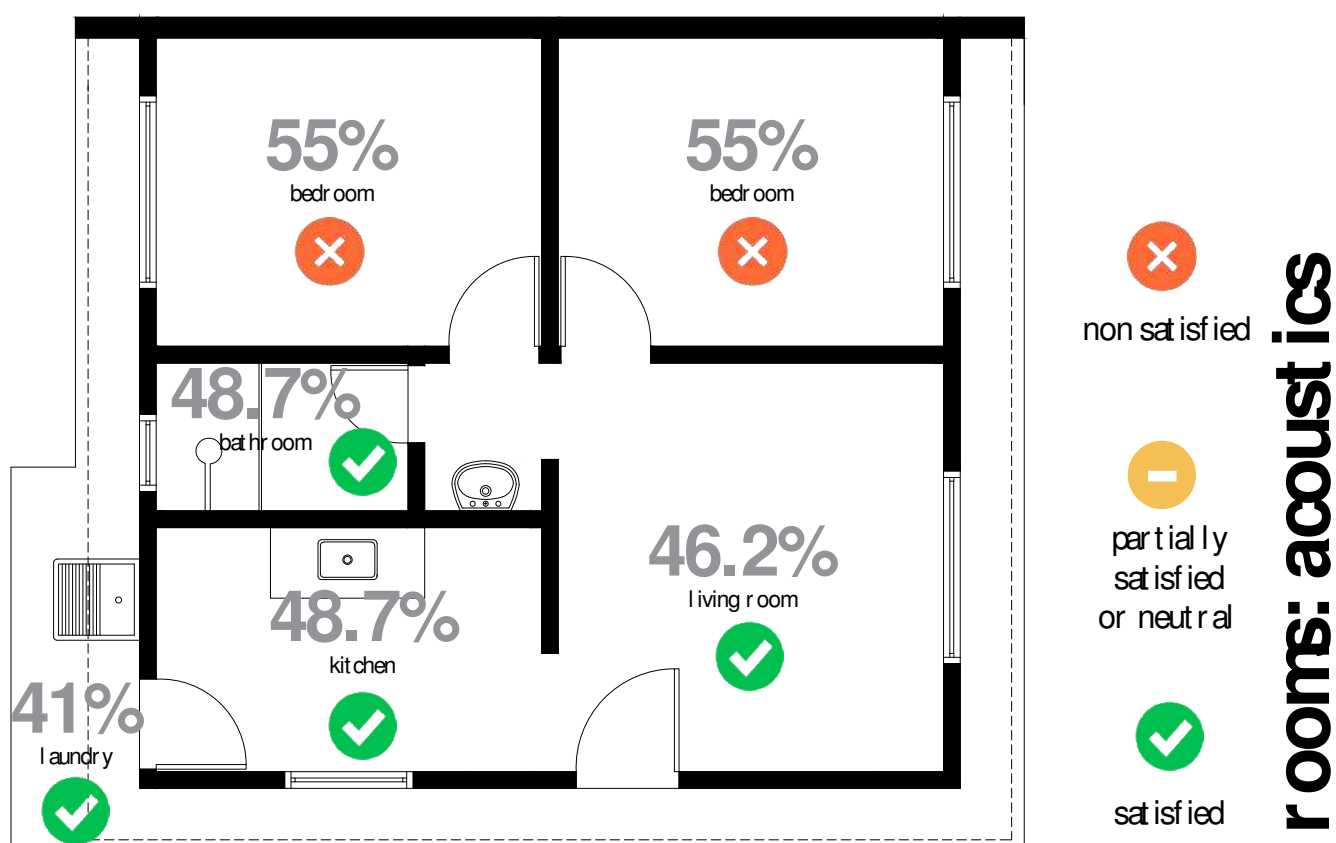 55%
bedroom
55%
bedroom
48.7%
bathroom
46.2%
living room
48.7%
kitchen
41%
laundry
non satisfied
partially
satisfied
or neutral
satisfied
rooms: acoustics